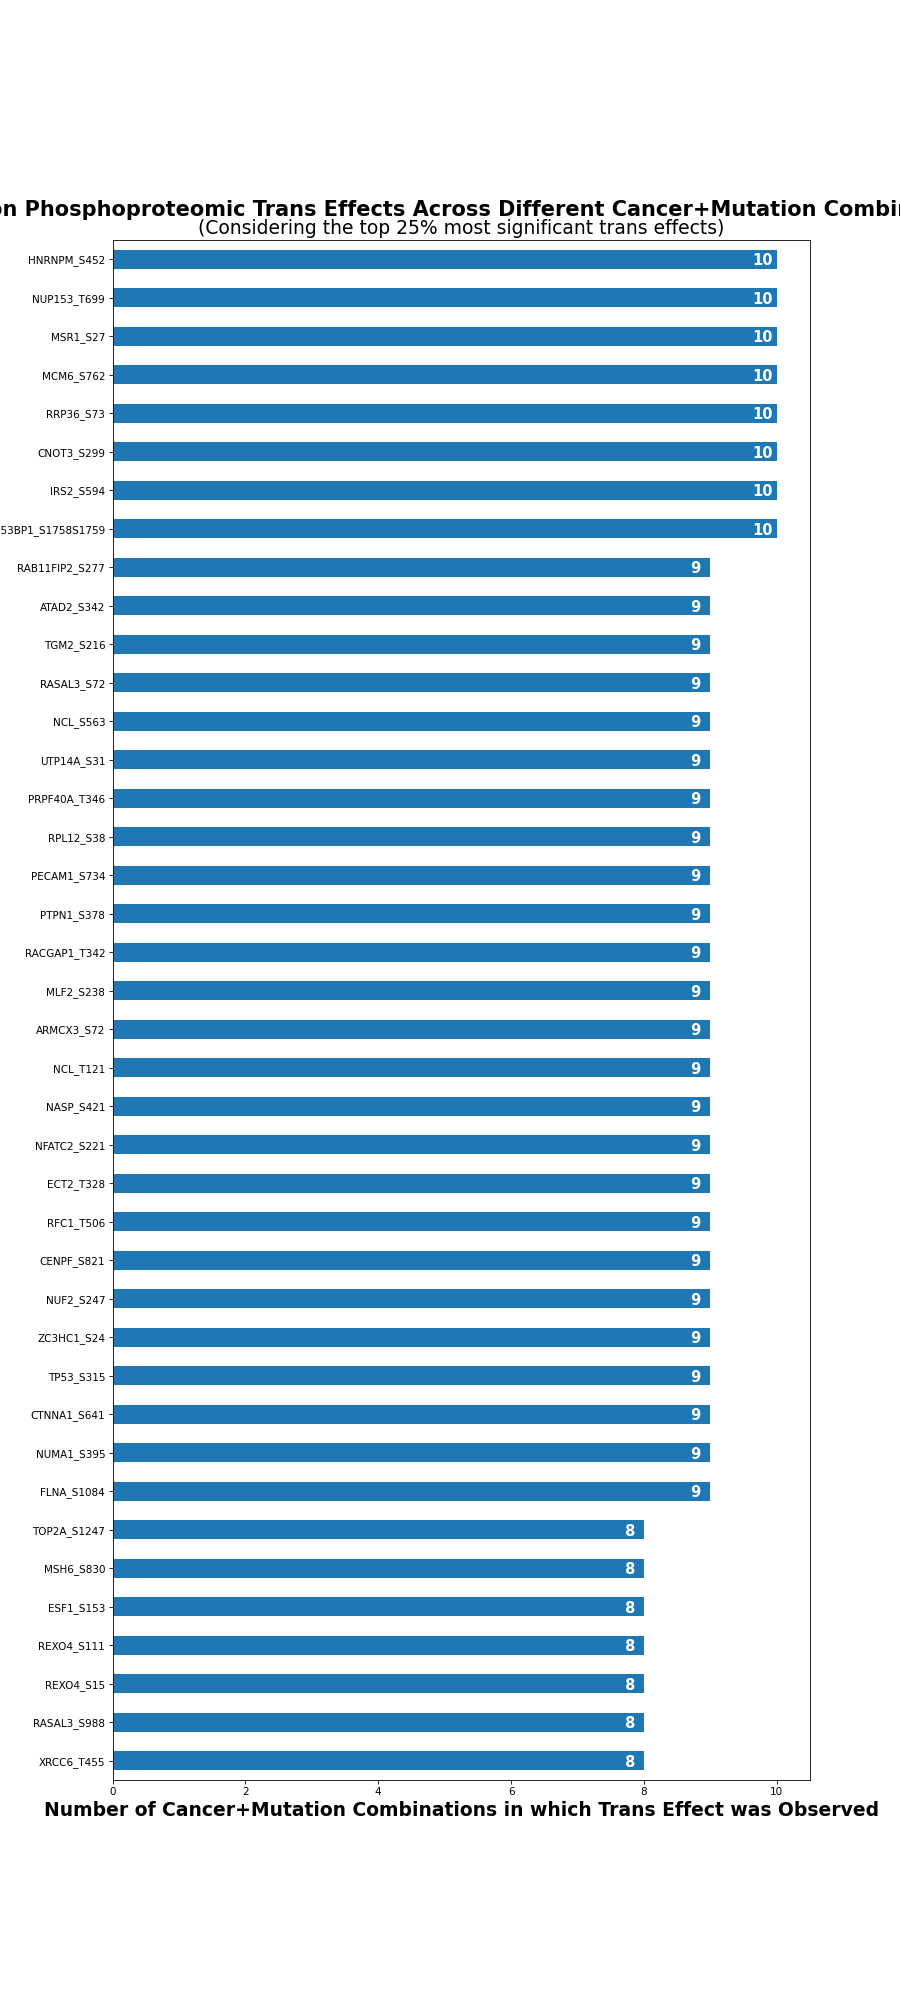 on Phosphoproteomic Trans Effects Across Different Cancer+Mutation Combin
(Considering the top 25% most significant trans effects)
HNRNPM_S452 10
NUP153_T699 10
MSR1_S27 10
MCM6_S762 10
RRP36_S73 10
CNOT3_S299 10
IRS2_S594 10
53BP1_S1758S1759 10
RAB11FIP2_S277 9
ATAD2_S342 9
TGM2_S216 9
RASAL3_S72 9
NCL_S563 9
UTP14A_S31 9
PRPF40A_T346 9
RPL12_S38 9
PECAM1_S734 9
PTPN1_S378 9
RACGAP1_T342 9
MLF2_S238 9
ARMCX3_S72 9
NCL_T121 9
NASP_S421 9
NFATC2_S221 9
ECT2_T328 9
RFC1_T506 9
CENPF_S821 9
NUF2_S247 9
ZC3HC1_S24 9
TP53_S315 9
CTNNA1_S641 9
NUMA1_S395 9
FLNA_S1084 9
TOP2A_S1247 8
MSH6_S830 8
ESF1_S153 8
REXO4_S111 8
REXO4_S15 8
RASAL3_S988 8
XRCC6_T455 8
0 2 4 6 8 10
Number of Cancer+Mutation Combinations in which Trans Effect was Observed